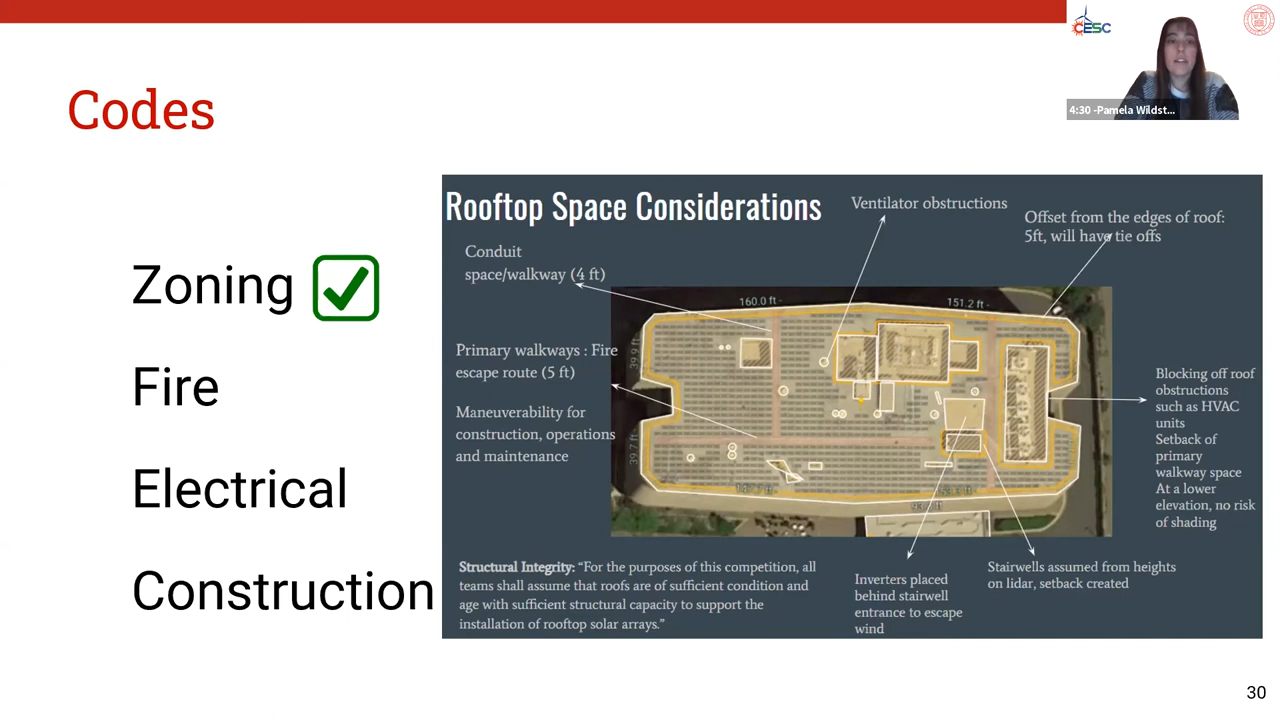 CESC
4:30 -Pamela Wildst...
Codes
Zoning
Fire
Electrical
Construction
Rooftop Space Considerations
Ventilator obstructions
Offset from the edges of roof:
5ft, will have tie offs
Conduit
space/walkway (4 ft)
Primary walkways : Fire
escape route (5 ft)
Maneuverability for
construction, operations
and maintenance
160.0 ft
151.2 ft
39.9 ft
39.7 ft
Blocking off roof
obstructions
such as HVAC
units
Setback of
primary
walkway space
At a lower
elevation, no risk
of shading
Structural Integrity: “For the purposes of this competition, all
teams shall assume that roofs are of sufficient condition and
age with sufficient structural capacity to support the
installation of rooftop solar arrays.”
Inverters placed
behind stairwell
entrance to escape
wind
Stairwells assumed from heights
on lidar, setback created
30